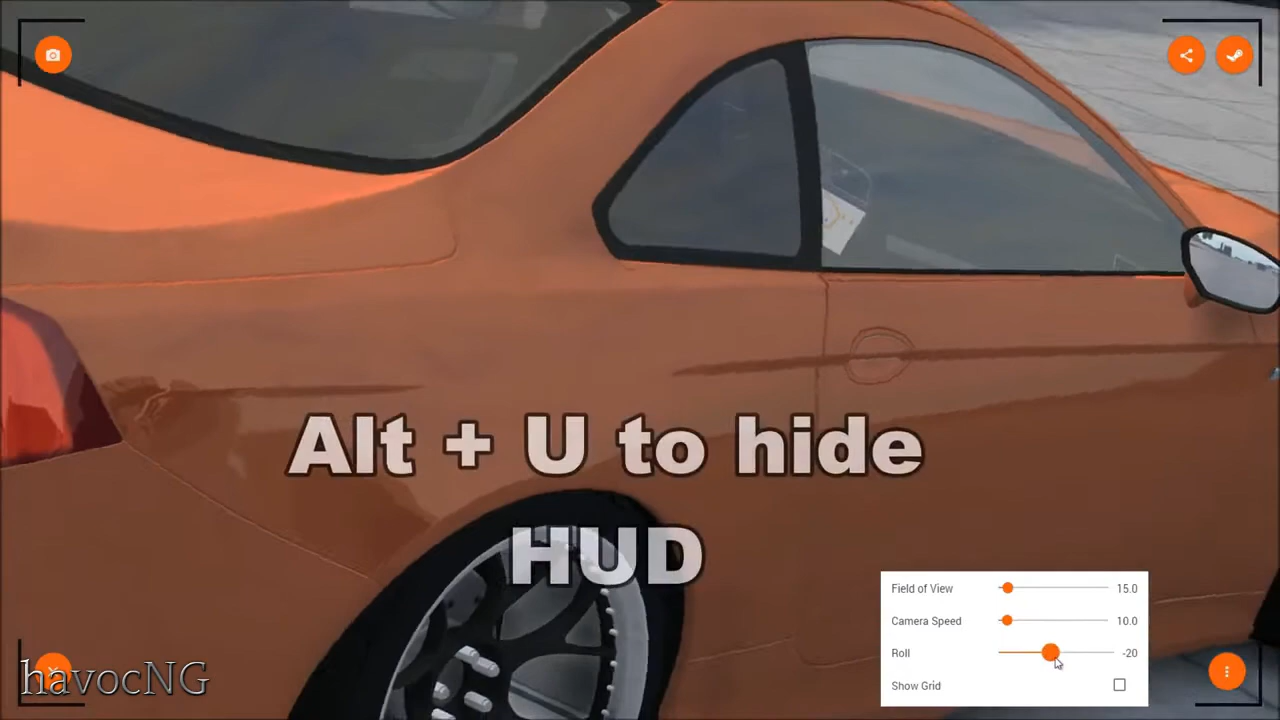 Alt + U to hide
HUD
Field of View 15.0
Camera Speed 10.0
Roll -20
Show Grid
havocNG